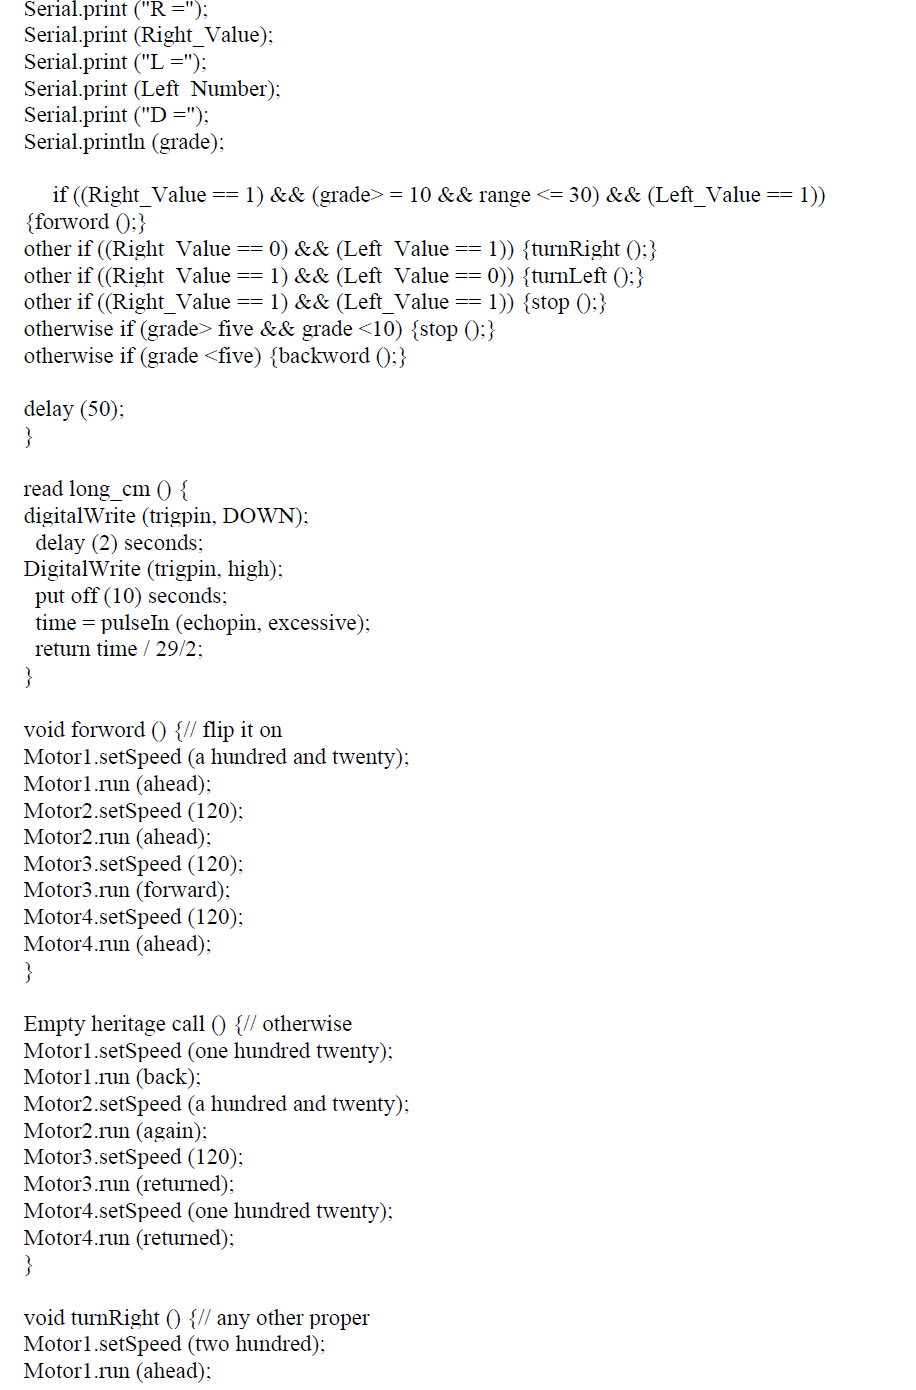 Serial.print ("R =");
Serial.print (Right_Value);
Serial.print ("L =");
Serial.print (Left Number);
Serial.print ("D =");
Serial.println (grade);
if ((Right_Value == 1) && (grade> = 10 && range <= 30) && (Left_Value == 1))
{forword ();}
other if ((Right Value == 0) && (Left Value == 1)) {turnRight ();}
other if ((Right Value == 1) && (Left Value == 0)) {turnLeft ();}
other if ((Right_Value == 1) && (Left_Value == 1)) {stop ();}
otherwise if (grade> five && grade <10) {stop ();}
otherwise if (grade <five) {backword ();}
delay (50);
}
read long_cm () {
digitalWrite (trigpin, DOWN);
delay (2) seconds;
DigitalWrite (trigpin, high);
put off (10) seconds;
time = pulseIn (echopin, excessive);
return time / 29/2;
}
void forword () {// flip it on
Motor1.setSpeed (a hundred and twenty);
Motor1.run (ahead);
Motor2.setSpeed (120);
Motor2.run (ahead);
Motor3.setSpeed (120);
Motor3.run (forward);
Motor4.setSpeed (120);
Motor4.run (ahead);
}
Empty heritage call () {// otherwise
Motor1.setSpeed (one hundred twenty);
Motor1.run (back);
Motor2.setSpeed (a hundred and twenty);
Motor2.run (again);
Motor3.setSpeed (120);
Motor3.run (returned);
Motor4.setSpeed (one hundred twenty);
Motor4.run (returned);
}
void turnRight () {// any other proper
Motor1.setSpeed (two hundred);
Motor1.run (ahead);